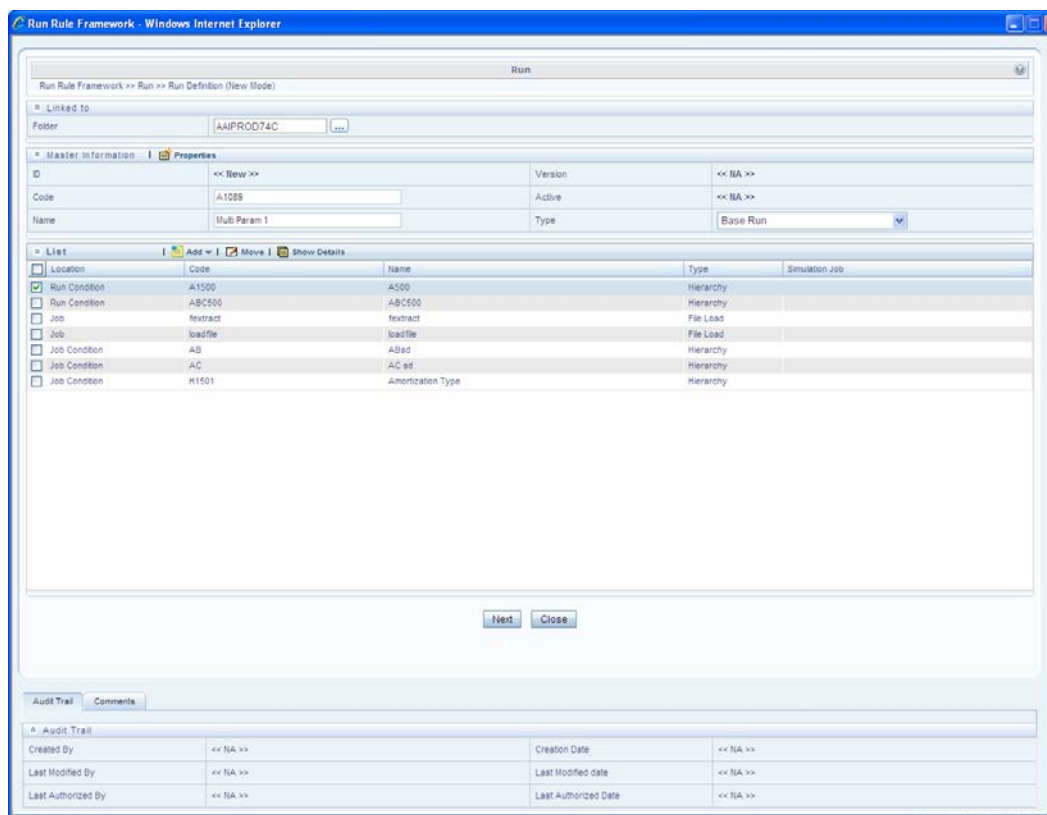 Run Rule Framework - Windows Internet Explorer
Run
Run Rule Framework >> Run >> Run Definition (New Mode)
Linked to
Folder AAIPROD74C ...
Master Information | Properties
ID << New >> Version << NA >>
Code A1089 Active << NA >>
Name Multi Param 1 Type Base Run
List | Add | Move | Show Details
Location Code Name Type Simulation Job
Run Condition A1500 A500 Hierarchy
Run Condition ABC500 ABC500 Hierarchy
Job fextract fextract File Load
Job loadfile loadfile File Load
Job Condition AB ABsd Hierarchy
Job Condition AC AC sd Hierarchy
Job Condition H1501 Amortization Type Hierarchy
Next Close
Audit Trail Comments
Audit Trail
Created By << NA >> Creation Date << NA >>
Last Modified By << NA >> Last Modified date << NA >>
Last Authorized By << NA >> Last Authorized Date << NA >>